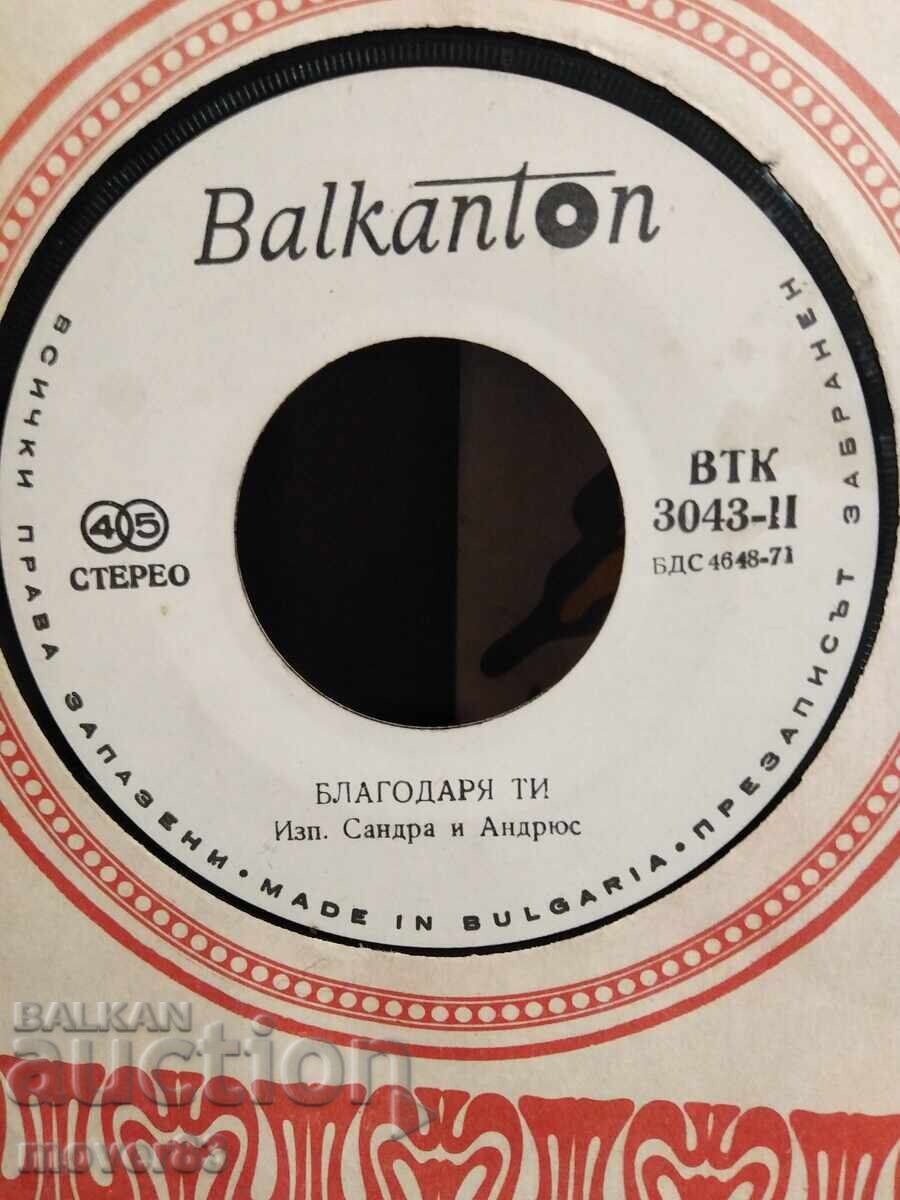 Balkanton
ВСИЧКИ ПРАВА ЗАПАЗЕНИ • MADE IN BULGARIA • ПРЕЗАПИСЪТ ЗАБРАНЕН
45
СТЕРЕО
ВТК
3043-II
БДС 4648-71
БЛАГОДАРЯ ТИ
Изп. Сандра и Андрюс
BALKAN
auction
mover83